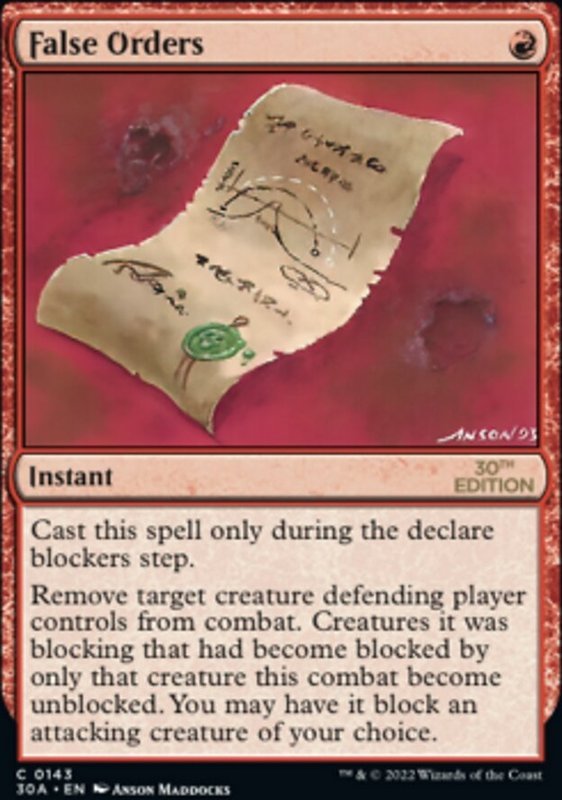 False Orders
ANSON/93
Instant
30TH
EDITION
Cast this spell only during the declare
blockers step.
Remove target creature defending player
controls from combat. Creatures it was
blocking that had become blocked by
only that creature this combat become
unblocked. You may have it block an
attacking creature of your choice.
C 0143
30A • EN Anson Maddocks
™ & © 2022 Wizards of the Coast